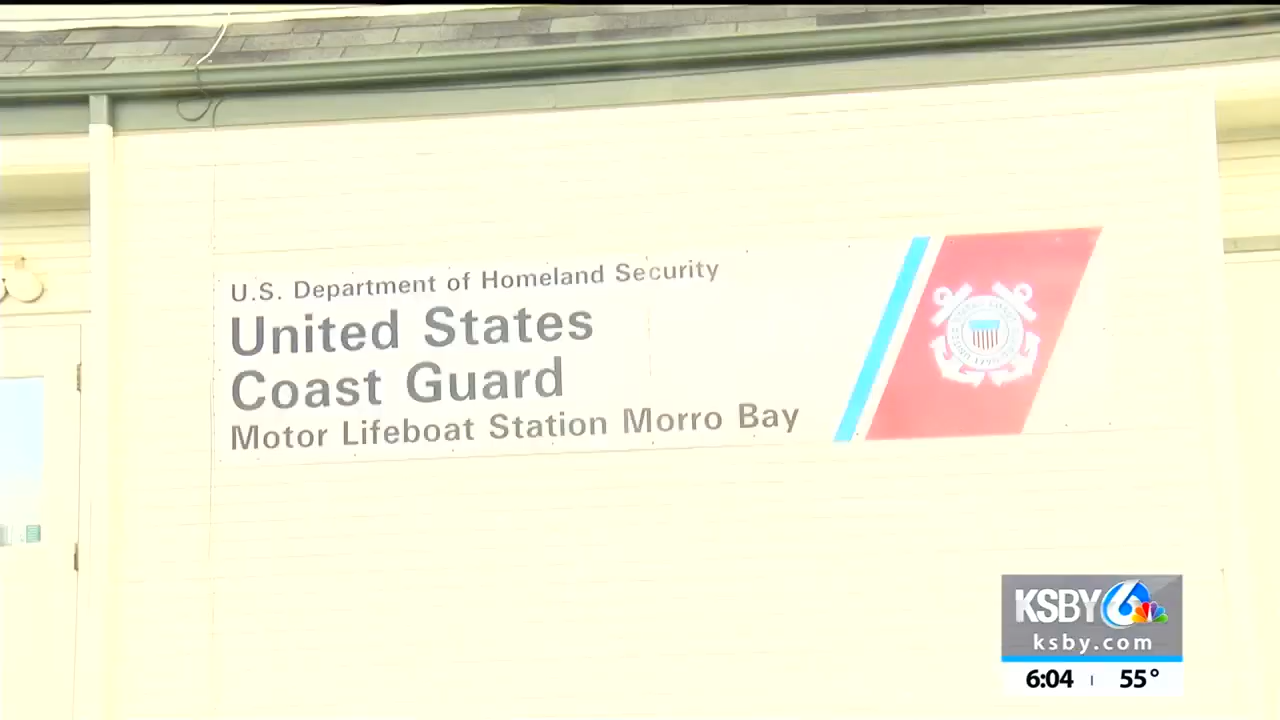 U.S. Department of Homeland Security
United States
Coast Guard
Motor Lifeboat Station Morro Bay
KSBY 6
ksby.com
6:04 55°